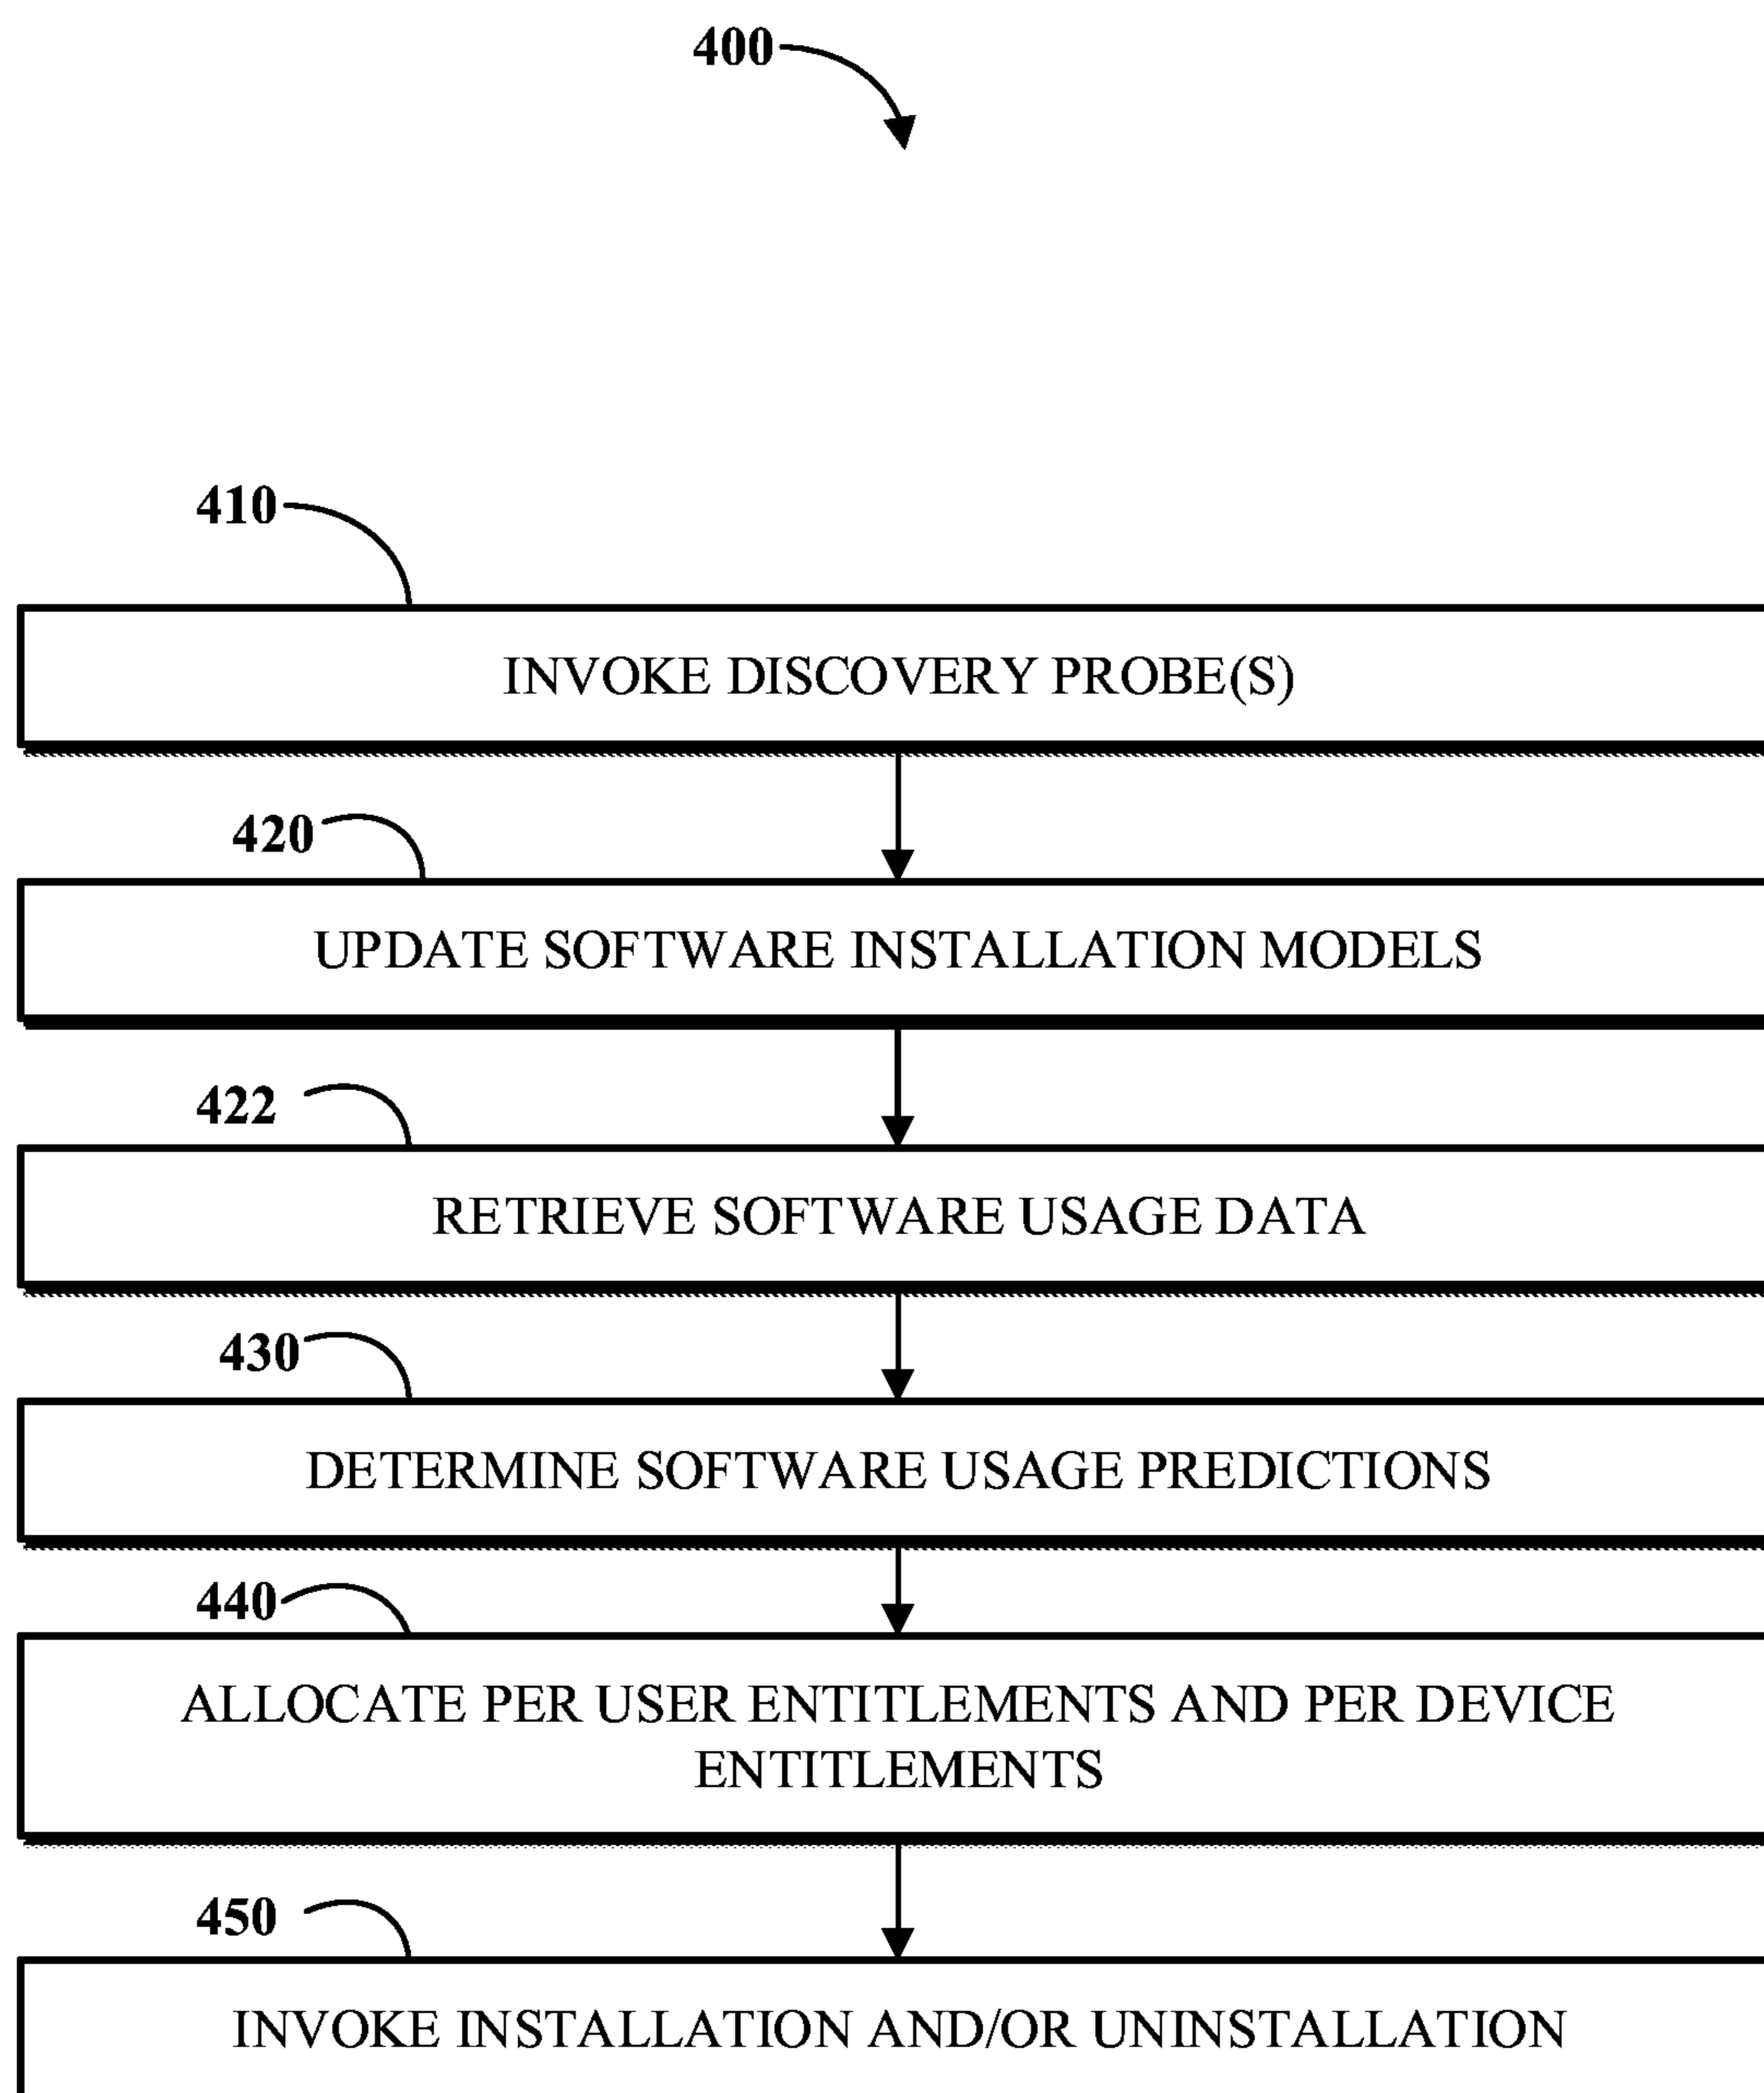 400
410
INVOKE DISCOVERY PROBE(S)
420
UPDATE SOFTWARE INSTALLATION MODELS
422
RETRIEVE SOFTWARE USAGE DATA
430
DETERMINE SOFTWARE USAGE PREDICTIONS
440
ALLOCATE PER USER ENTITLEMENTS AND PER DEVICE
ENTITLEMENTS
450
INVOKE INSTALLATION AND/OR UNINSTALLATION